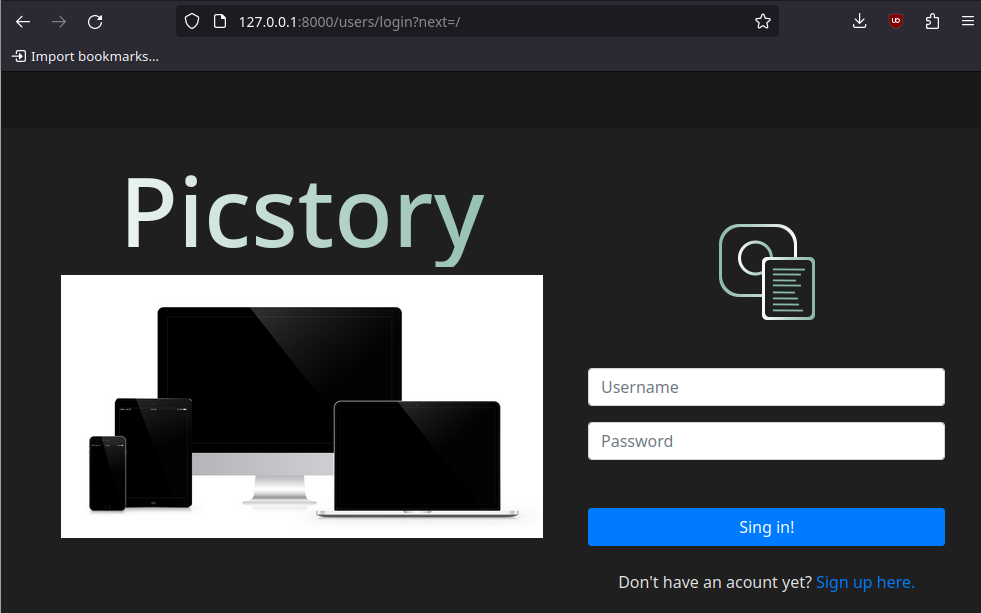 127.0.0.1:8000/users/login?next=/
Import bookmarks...
Picstory
Username
Password
Sing in!
Don't have an acount yet? Sign up here.